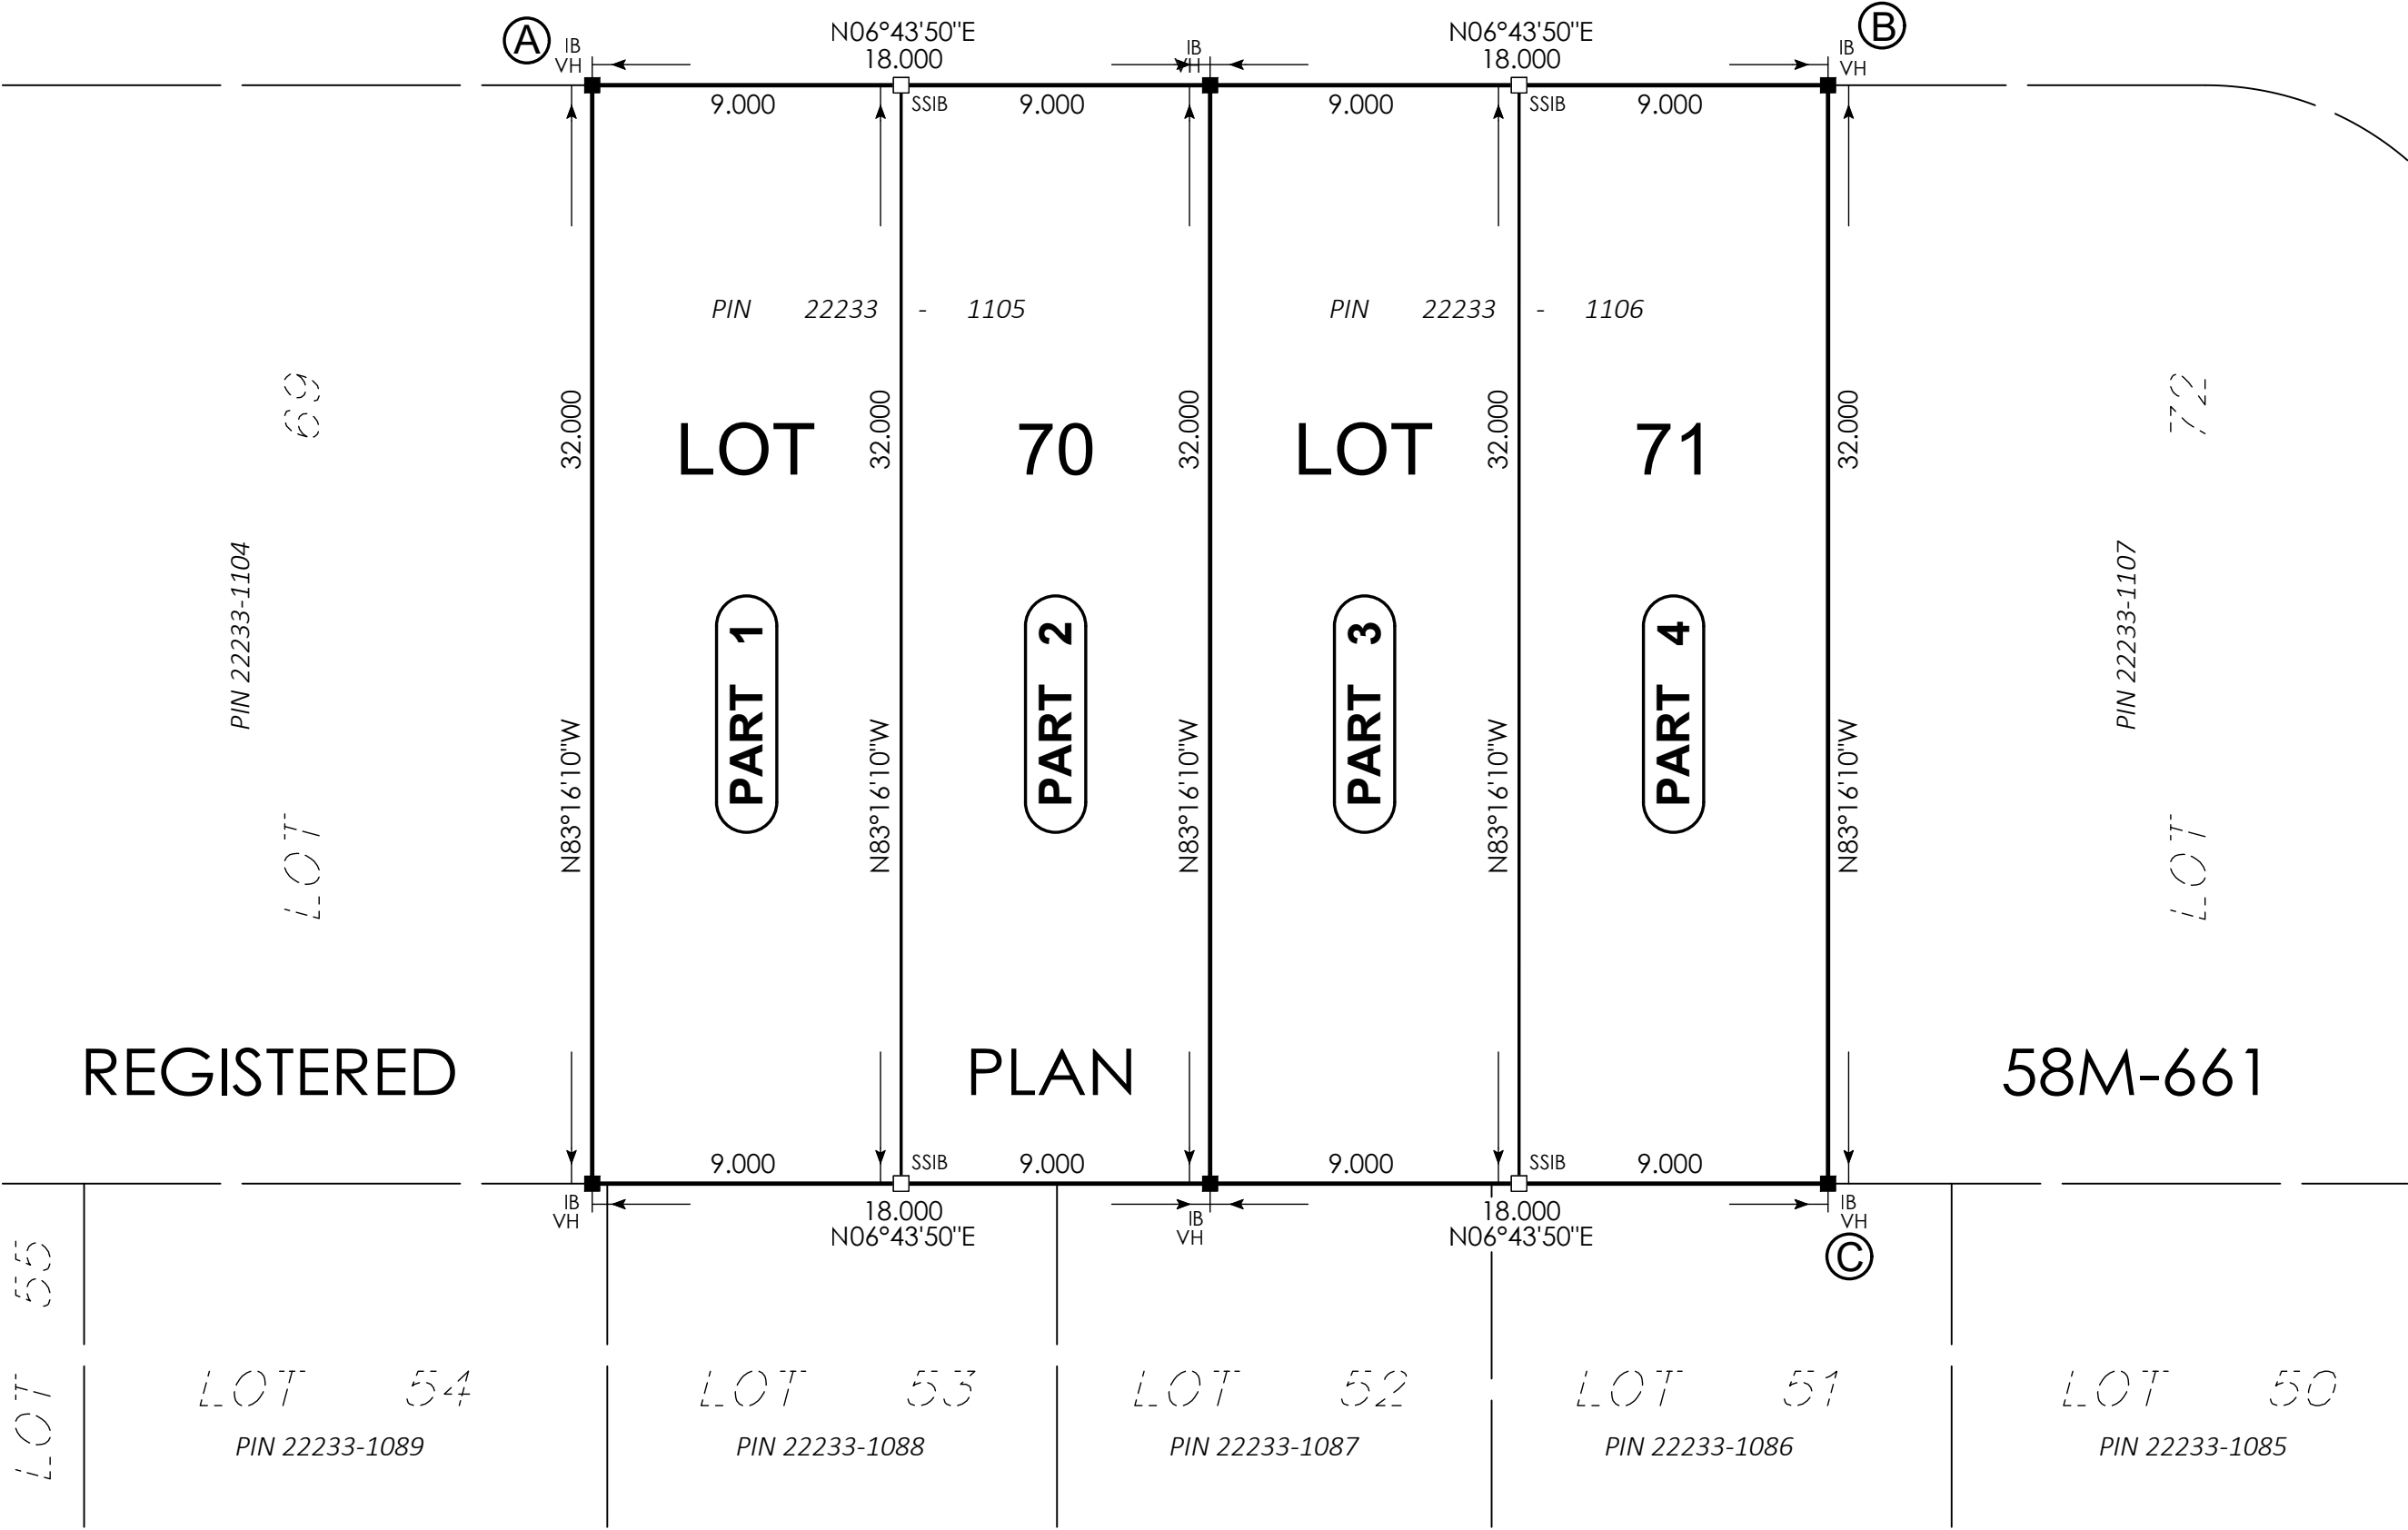 A
IB
VH
N06°43'50"E
18.000
IB
VH
N06°43'50"E
18.000
B
IB
VH
9.000
SSIB
9.000
9.000
SSIB
9.000
PIN 22233 - 1105
PIN 22233 - 1106
LOT 69
PIN 22233-1104
32.000
N83°16'10"W
LOT 70
32.000
N83°16'10"W
32.000
N83°16'10"W
LOT 71
32.000
N83°16'10"W
32.000
N83°16'10"W
PIN 22233-1107
LOT 72
PART 1
PART 2
PART 3
PART 4
REGISTERED PLAN 58M-661
9.000
SSIB
9.000
9.000
SSIB
9.000
IB
VH
18.000
N06°43'50"E
IB
VH
18.000
N06°43'50"E
IB
VH
C
LOT 55
LOT 54
PIN 22233-1089
LOT 53
PIN 22233-1088
LOT 52
PIN 22233-1087
LOT 51
PIN 22233-1086
LOT 50
PIN 22233-1085